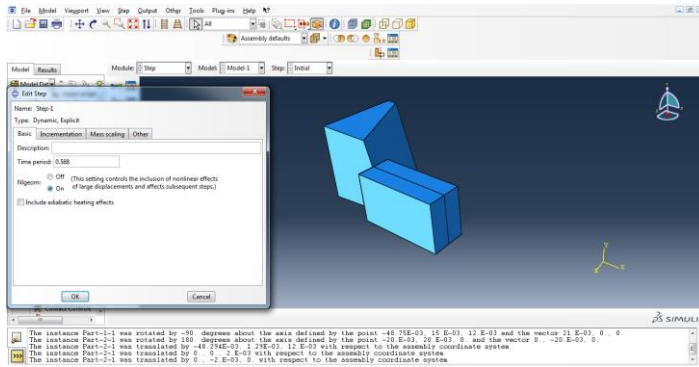 File Model Viewport View Step Output Other Tools Plug-ins Help
All
Assembly defaults
Model Results Module: Step Model: Model-1 Step: Initial
Edit Step
Name: Step-1
Type: Dynamic, Explicit
Basic Incrementation Mass scaling Other
Description:
Time period: 0.588
Nlgeom: Off (This setting controls the inclusion of nonlinear effects
On of large displacements and affects subsequent steps.)
Include adiabatic heating effects
OK Cancel
Contact Controls
Y
X
SIMULI
The instance Part-1-1 was rotated by -90. degrees about the axis defined by the point -48.75E-03, 15.E-03, 12.E-03 and the vector 21.E-03, 0., 0.
The instance Part-2-1 was rotated by 180. degrees about the axis defined by the point -20.E-03, 20.E-03, 0. and the vector 0., -20.E-03, 0.
The instance Part-2-1 was translated by -48.294E-03, 1.29E-03, 12.E-03 with respect to the assembly coordinate system
The instance Part-2-1 was translated by 0., 0., 2.E-03 with respect to the assembly coordinate system
The instance Part-2-1 was translated by 0., -2.E-03, 0. with respect to the assembly coordinate system